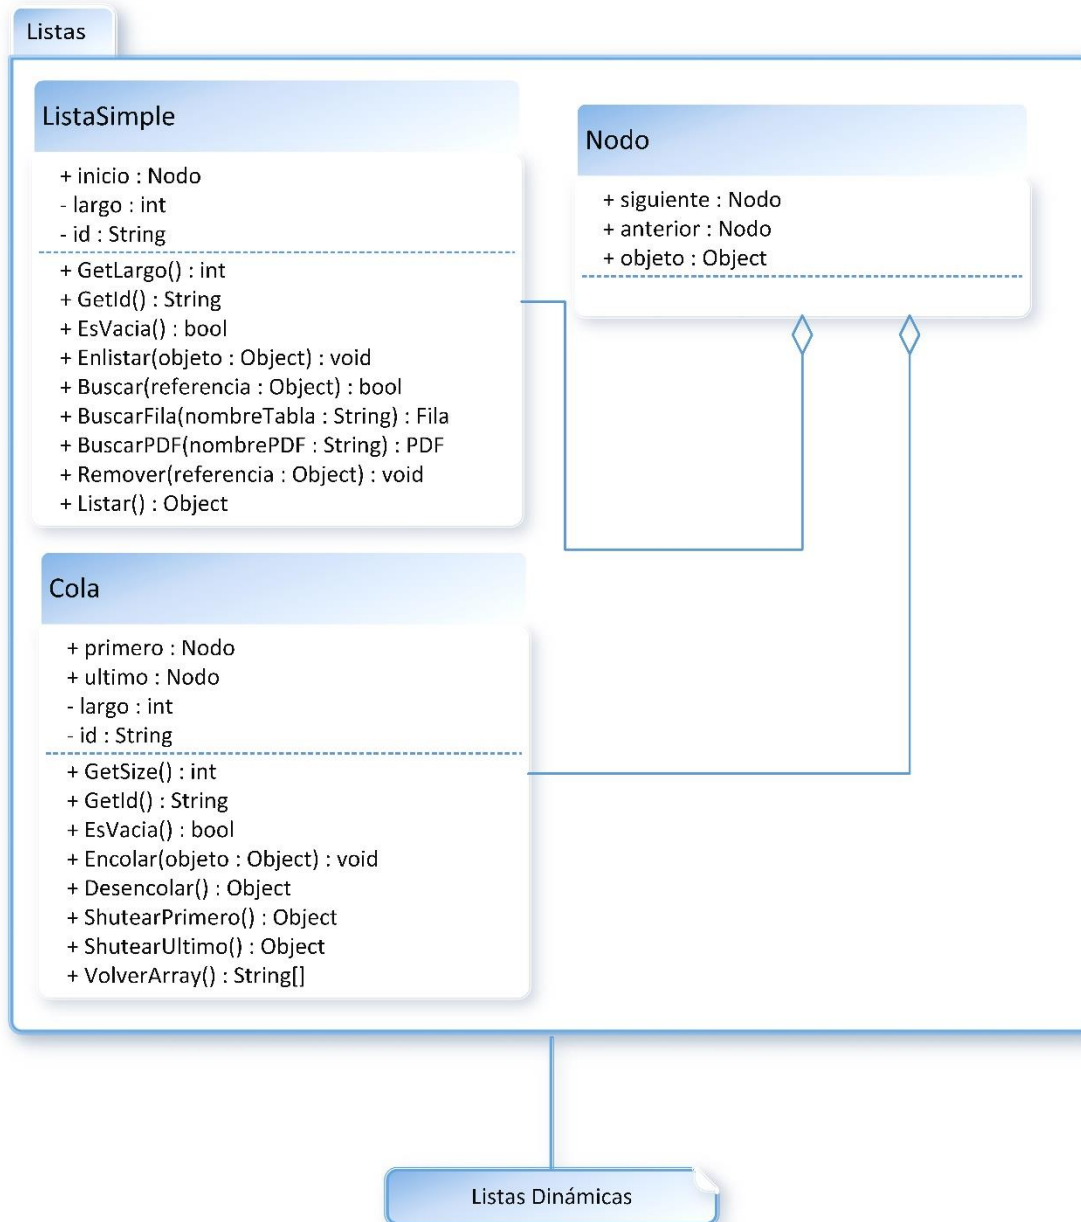 Listas
ListaSimple
+ inicio : Nodo
- largo : int
- id : String
+ GetLargo() : int
+ GetId() : String
+ EsVacia() : bool
+ Enlistar(objeto : Object) : void
+ Buscar(referencia : Object) : bool
+ BuscarFila(nombreTabla : String) : Fila
+ BuscarPDF(nombrePDF : String) : PDF
+ Remover(referencia : Object) : void
+ Listar() : Object
Nodo
+ siguiente : Nodo
+ anterior : Nodo
+ objeto : Object
Cola
+ primero : Nodo
+ ultimo : Nodo
- largo : int
- id : String
+ GetSize() : int
+ GetId() : String
+ EsVacia() : bool
+ Encolar(objeto : Object) : void
+ Desencolar() : Object
+ ShutearPrimero() : Object
+ ShutearUltimo() : Object
+ VolverArray() : String[]
Listas Dinámicas